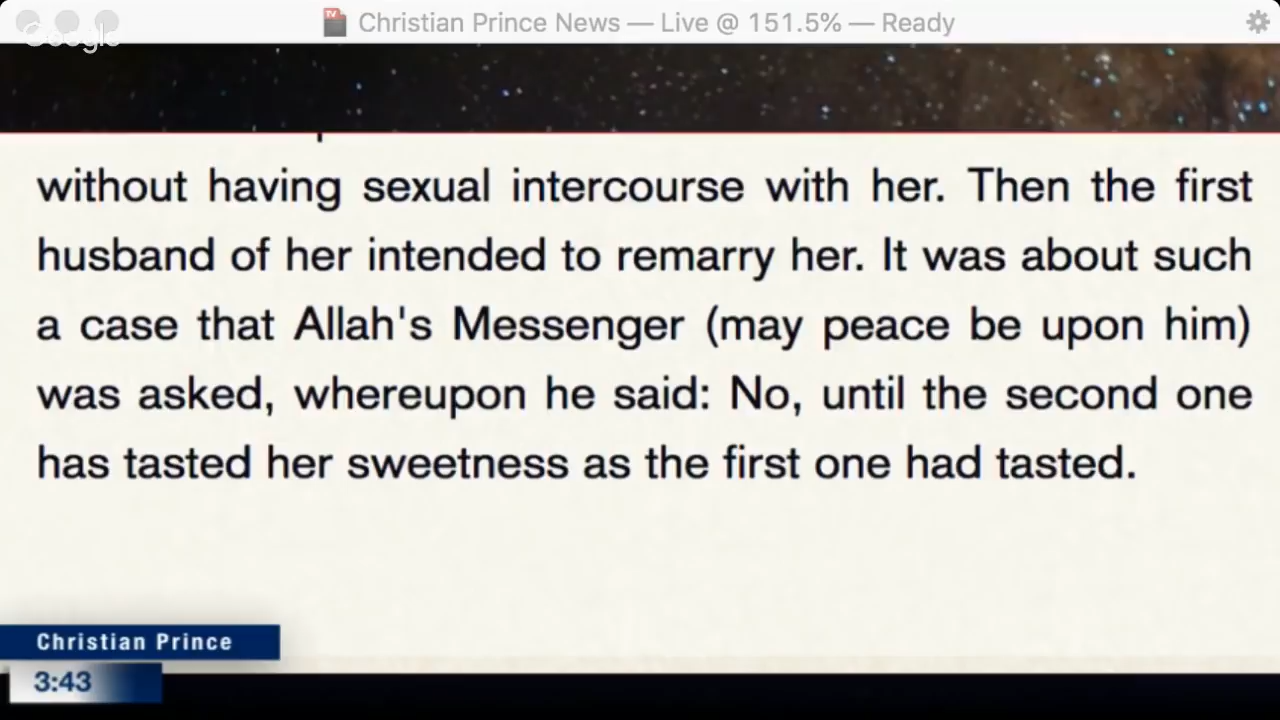 Christian Prince News — Live @ 151.5% — Ready
Google
TV
without having sexual intercourse with her. Then the first
husband of her intended to remarry her. It was about such
a case that Allah's Messenger (may peace be upon him)
was asked, whereupon he said: No, until the second one
has tasted her sweetness as the first one had tasted.
Christian Prince
3:43